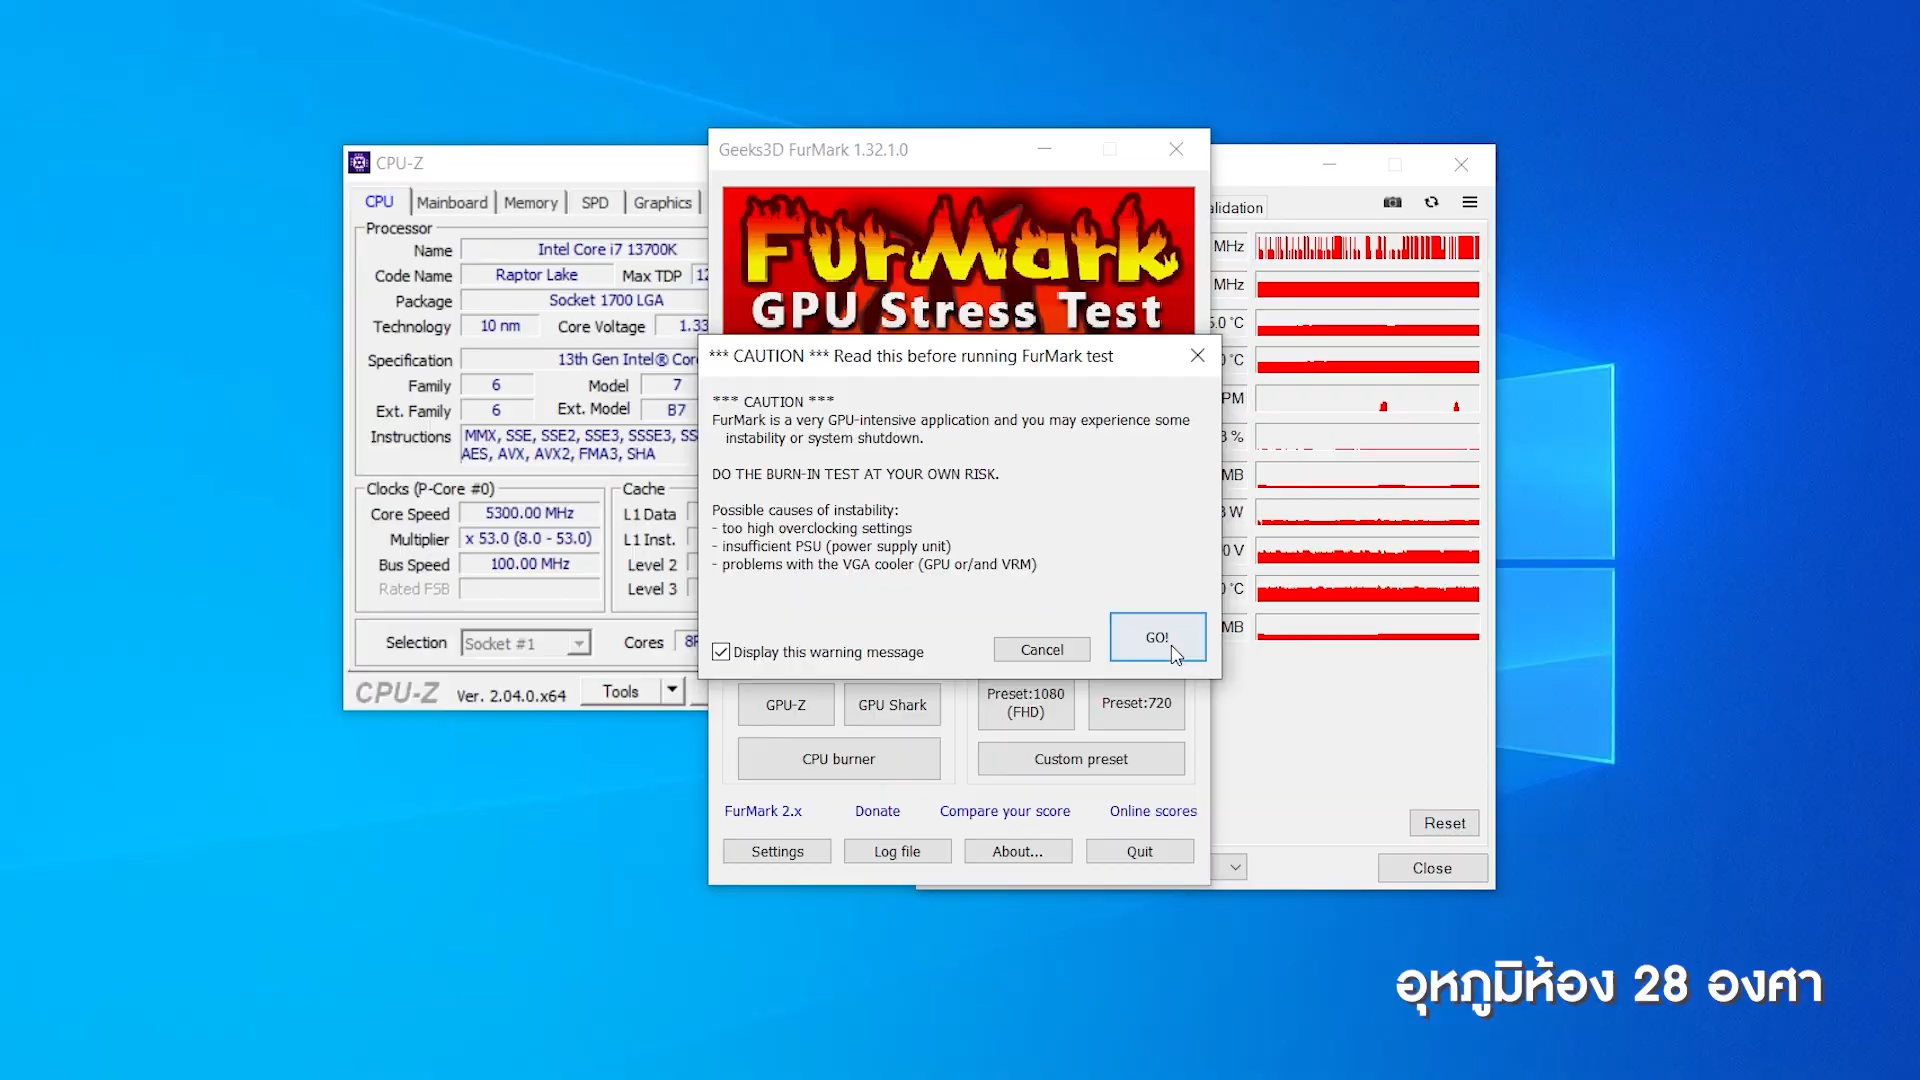 CPU-Z
CPU
Mainboard
Memory
SPD
Graphics
Processor
Name
Intel Core i7 13700K
Code Name
Raptor Lake
Max TDP
Package
Socket 1700 LGA
Technology
10 nm
Core Voltage
1.33
Specification
13th Gen Intel® Cor
Family
6
Model
7
Ext. Family
6
Ext. Model
B7
Instructions
MMX, SSE, SSE2, SSE3, SSSE3, SS
AES, AVX, AVX2, FMA3, SHA
Clocks (P-Core #0)
Core Speed
5300.00 MHz
Multiplier
x 53.0 (8.0 - 53.0)
Bus Speed
100.00 MHz
Rated FSB
Cache
L1 Data
L1 Inst.
Level 2
Level 3
Selection
Socket #1
Cores
CPU-Z
Ver. 2.04.0.x64
Tools
Geeks3D FurMark 1.32.1.0
FurMark
GPU Stress Test
*** CAUTION *** Read this before running FurMark test
*** CAUTION ***
FurMark is a very GPU-intensive application and you may experience some
instability or system shutdown.
DO THE BURN-IN TEST AT YOUR OWN RISK.
Possible causes of instability:
- too high overclocking settings
- insufficient PSU (power supply unit)
- problems with the VGA cooler (GPU or/and VRM)
Display this warning message
Cancel
GO!
GPU-Z
GPU Shark
Preset:1080
(FHD)
Preset:720
CPU burner
Custom preset
FurMark 2.x
Donate
Compare your score
Online scores
Settings
Log file
About...
Quit
alidation
MHz
MHz
5.0 °C
°C
PM
%
MB
W
V
°C
MB
Reset
Close
อุหภูมิห้อง 28 องศา